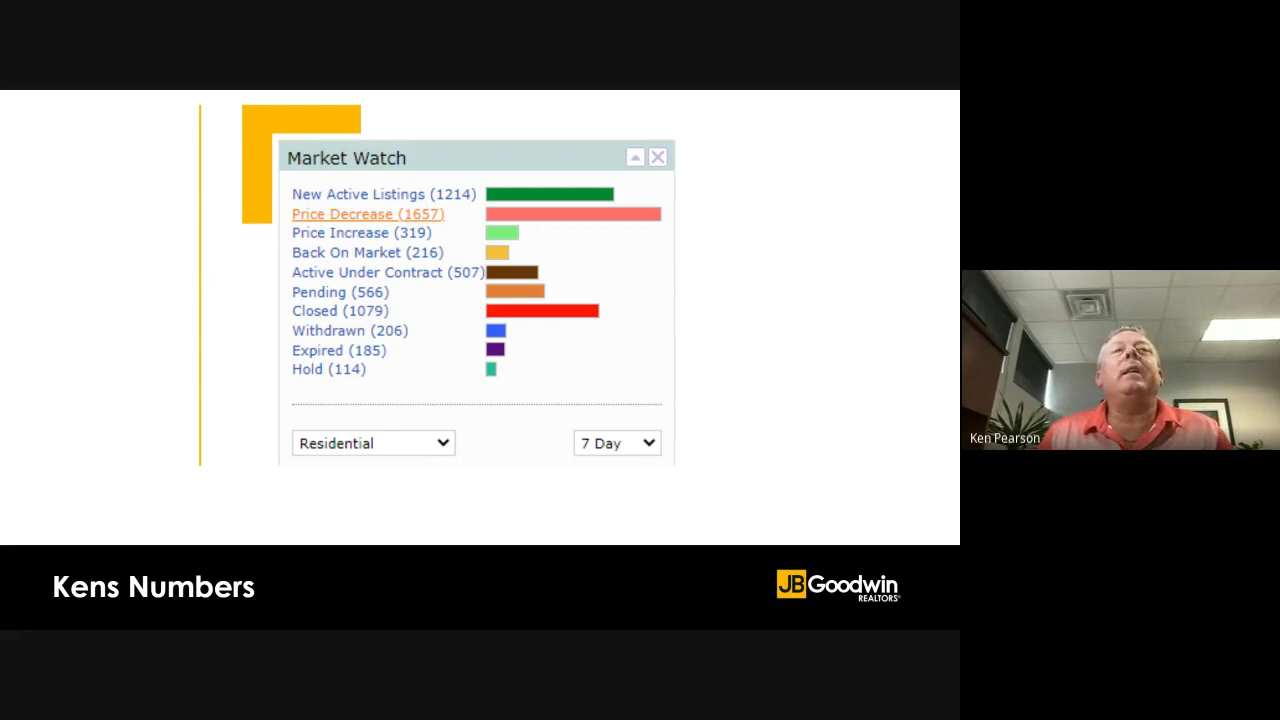 Market Watch
New Active Listings (1214)
Price Decrease (1657)
Price Increase (319)
Back On Market (216)
Active Under Contract (507)
Pending (566)
Closed (1079)
Withdrawn (206)
Expired (185)
Hold (114)
Residential
7 Day
Ken Pearson
Kens Numbers
JB Goodwin
REALTORS®